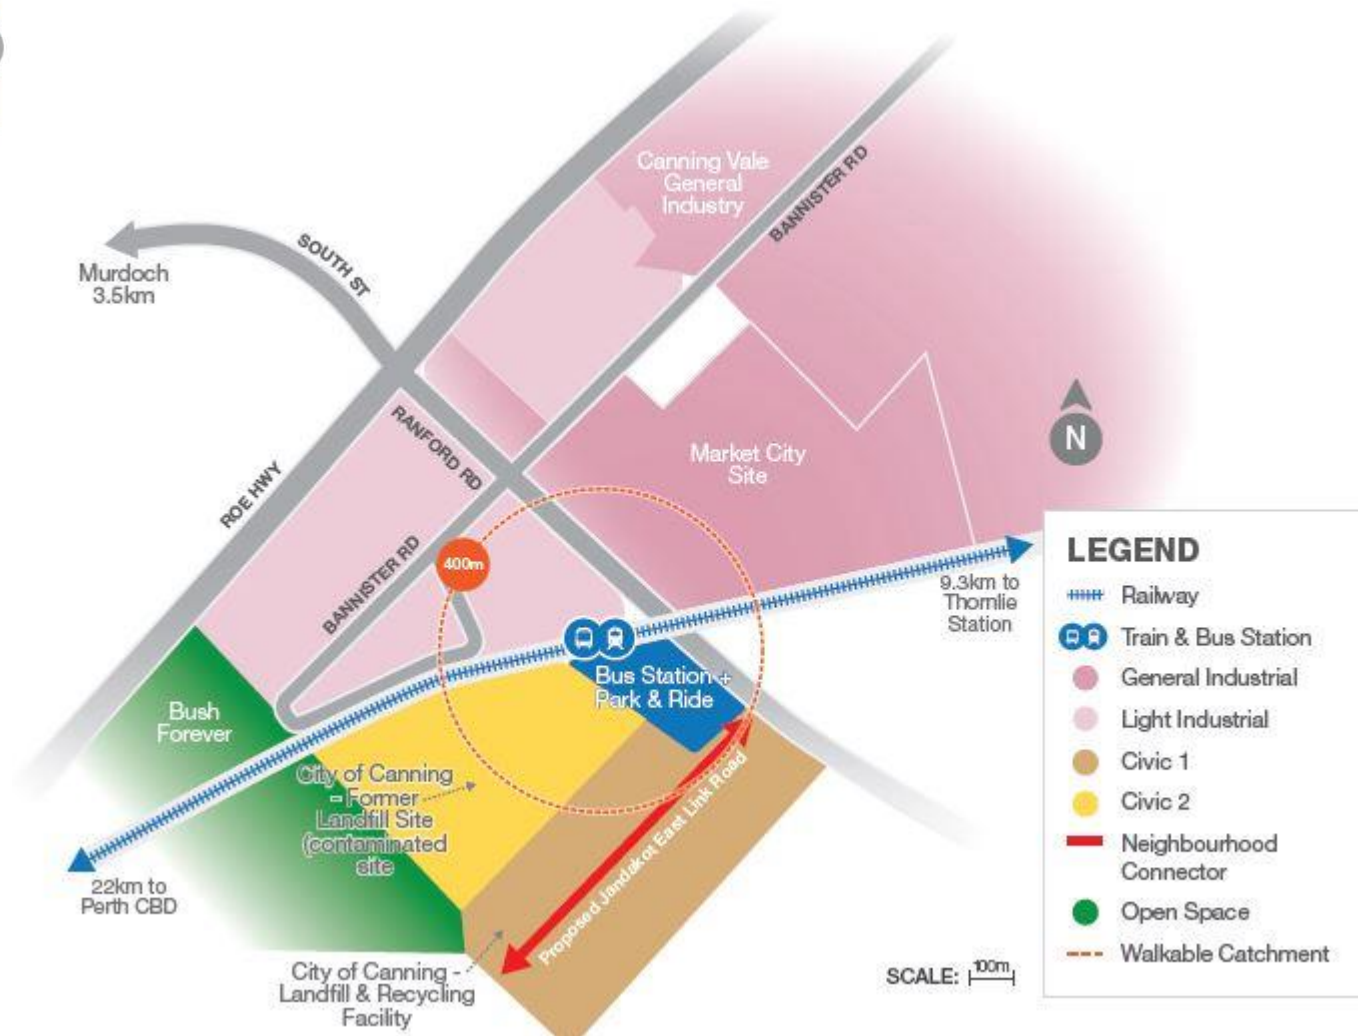 Canning Vale
General
Industry
BANNISTER RD
SOUTH ST
Murdoch
3.5km
RANFORD RD
Market City
Site
N
ROE HWY
BANNISTER RD
400m
9.3km to
Thornlie
Station
Bus Station +
Park & Ride
Bush
Forever
City of Canning
- Former
Landfill Site
(contaminated
site
Proposed Jandakot East Link Road
22km to
Perth CBD
City of Canning -
Landfill & Recycling
Facility
SCALE: 100m
LEGEND
Railway
Train & Bus Station
General Industrial
Light Industrial
Civic 1
Civic 2
Neighbourhood
Connector
Open Space
Walkable Catchment